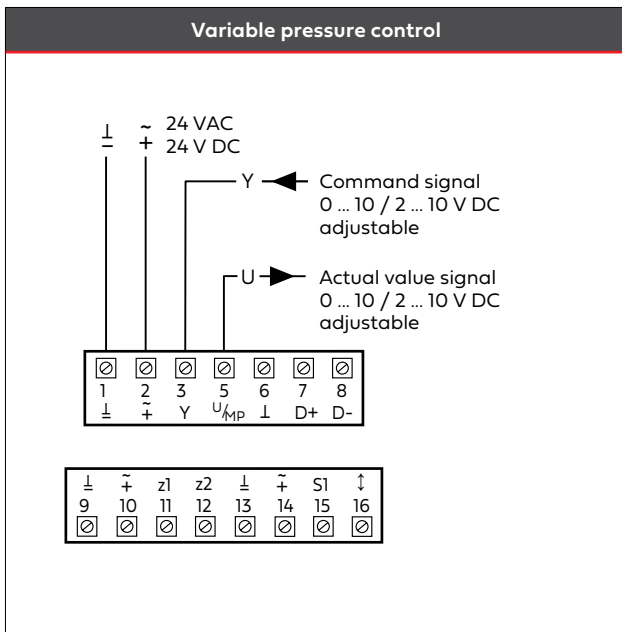 Variable pressure control
⊥ ~ 24 VAC
– + 24 V DC
Y Command signal
0 ... 10 / 2 ... 10 V DC
adjustable
U Actual value signal
0 ... 10 / 2 ... 10 V DC
adjustable
1 2 3 5 6 7 8
⊥ ~ + Y U/MP ⊥ D+ D-
⊥ ~ + z1 z2 ⊥ ~ + S1 ↕
9 10 11 12 13 14 15 16